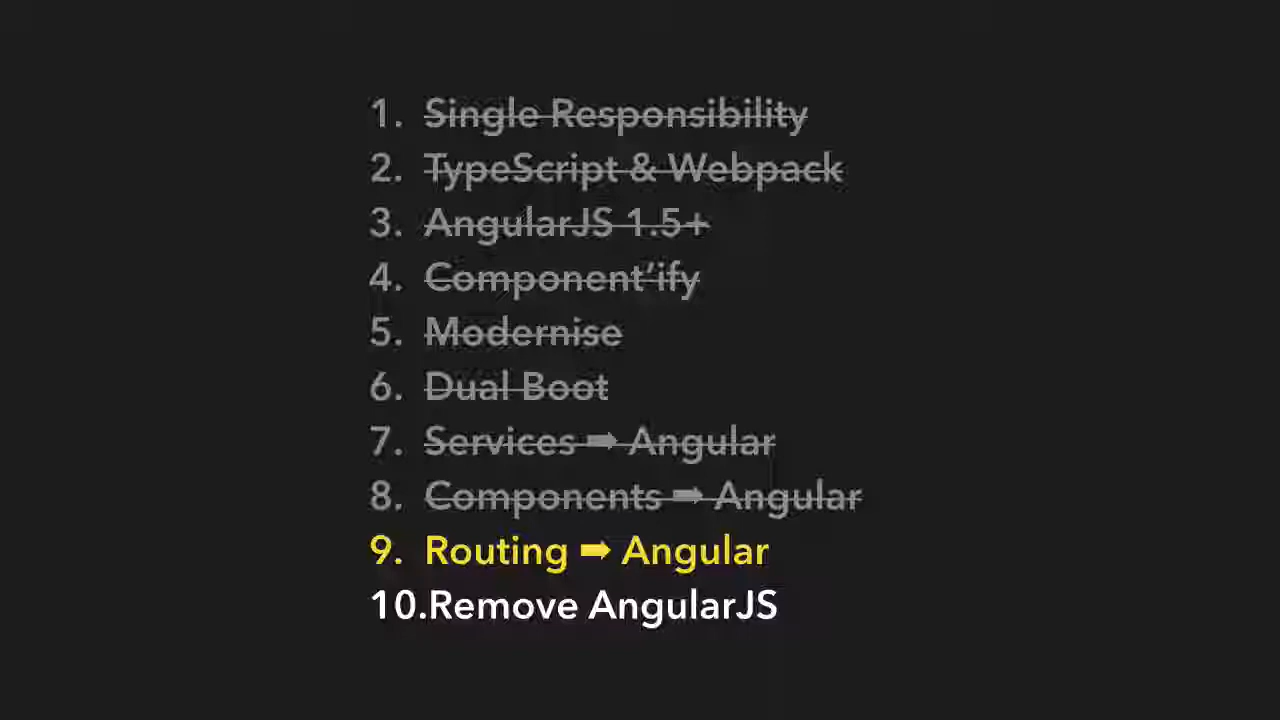 1. Single Responsibility
2. TypeScript & Webpack
3. AngularJS 1.5+
4. Component’ify
5. Modernise
6. Dual Boot
7. Services ➡ Angular
8. Components ➡ Angular
9. Routing ➡ Angular
10.Remove AngularJS